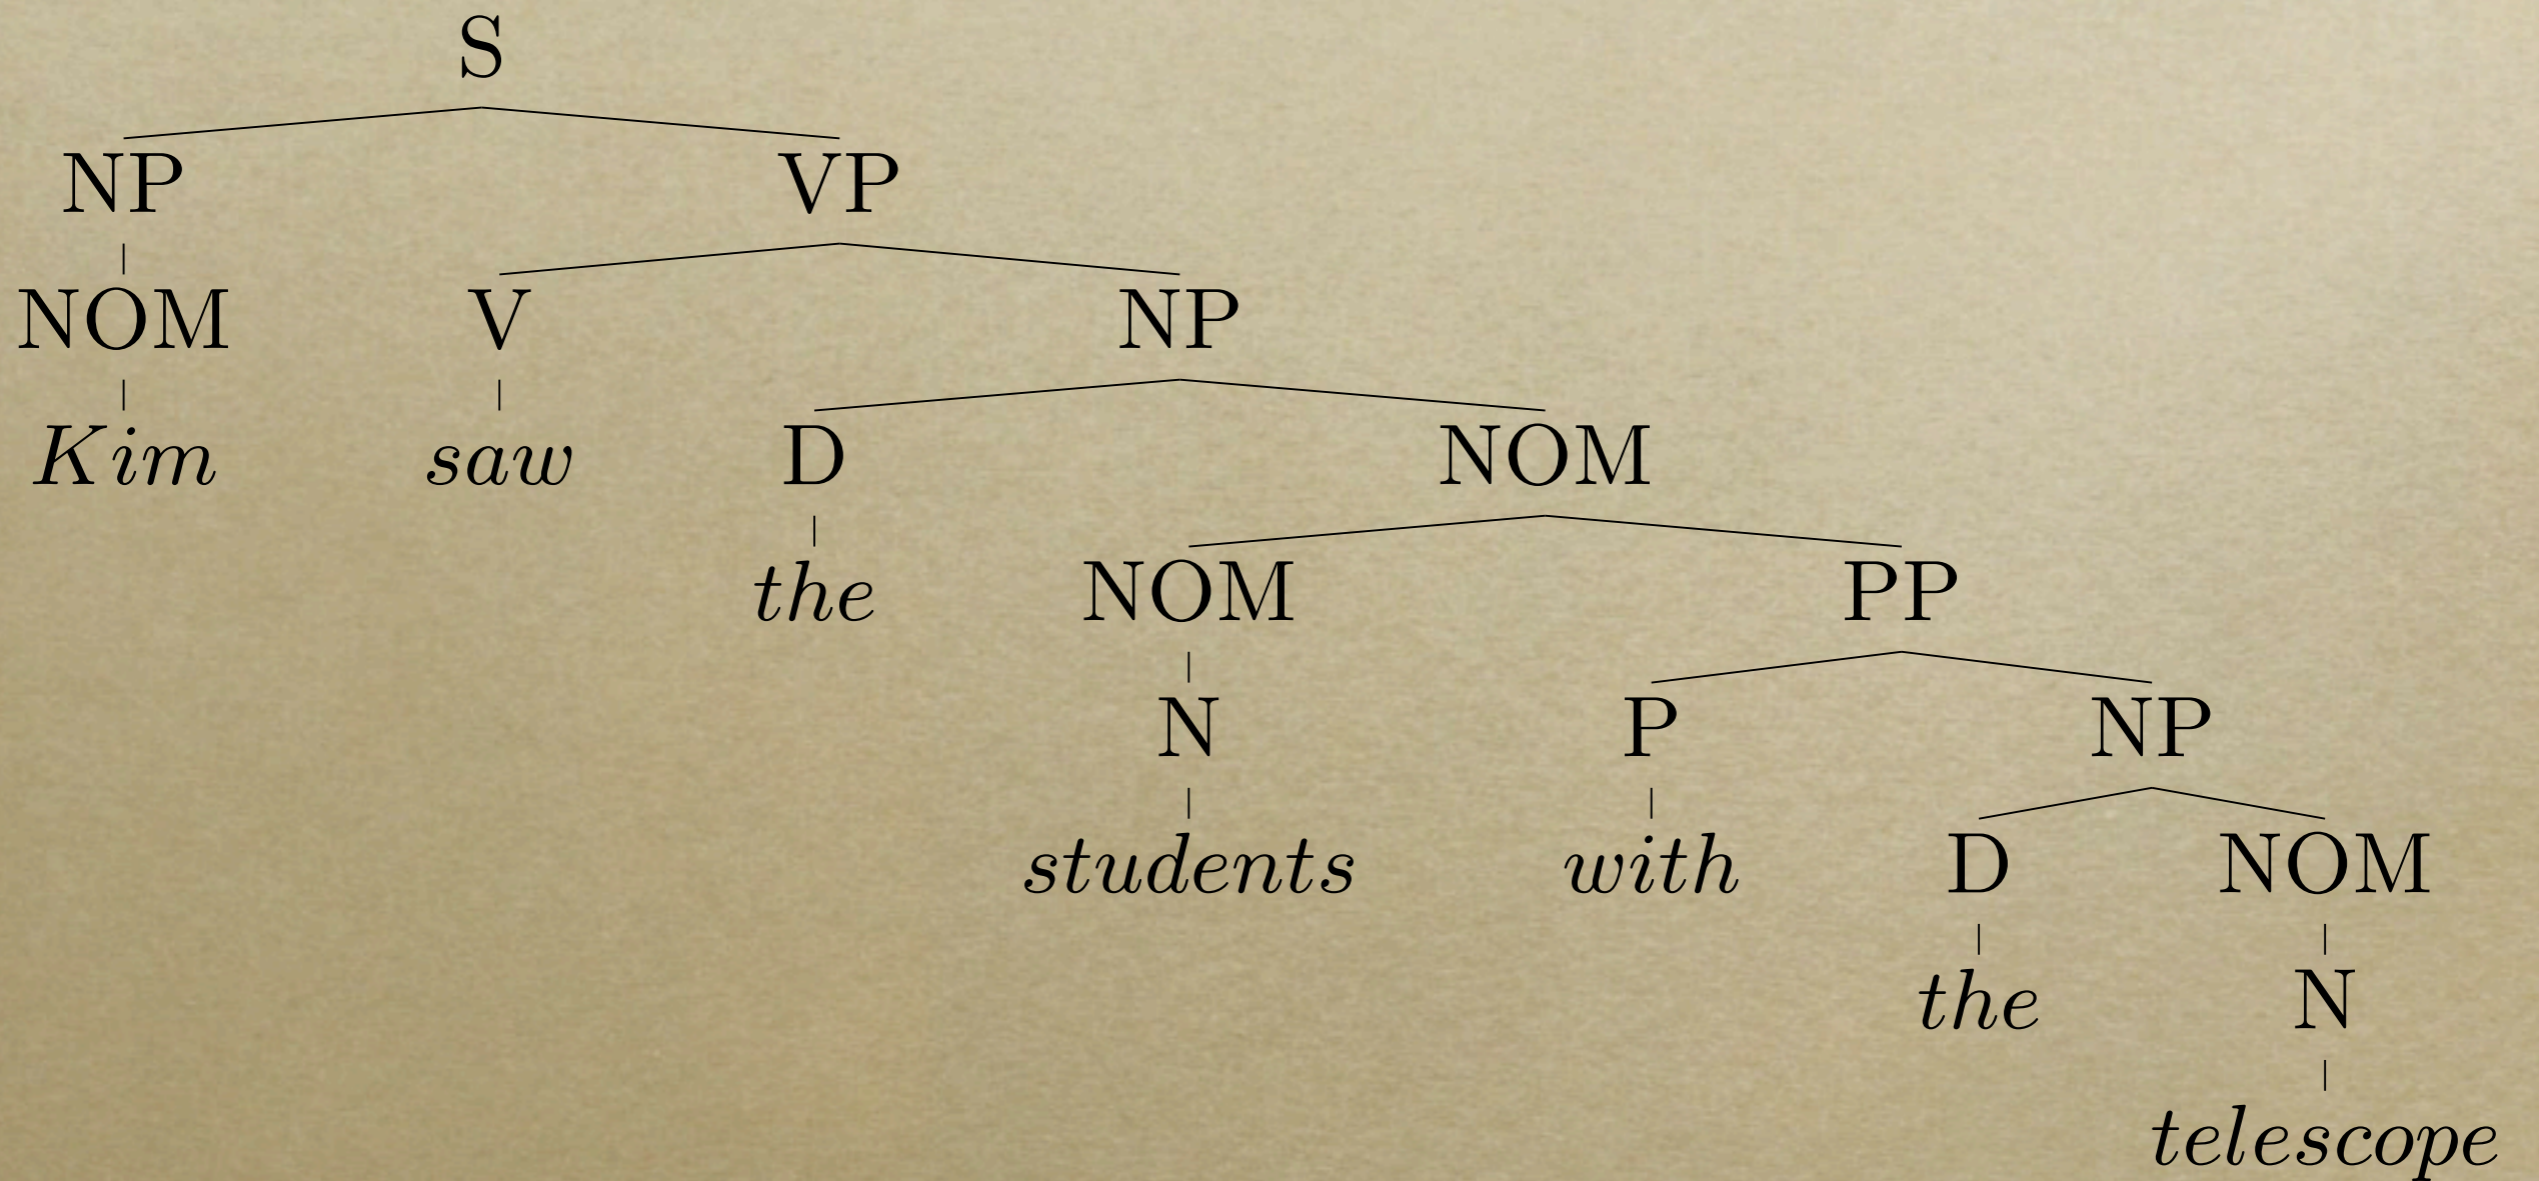 S
NP VP
NOM V NP
Kim saw D NOM
the NOM PP
N P NP
students with D NOM
the N
telescope